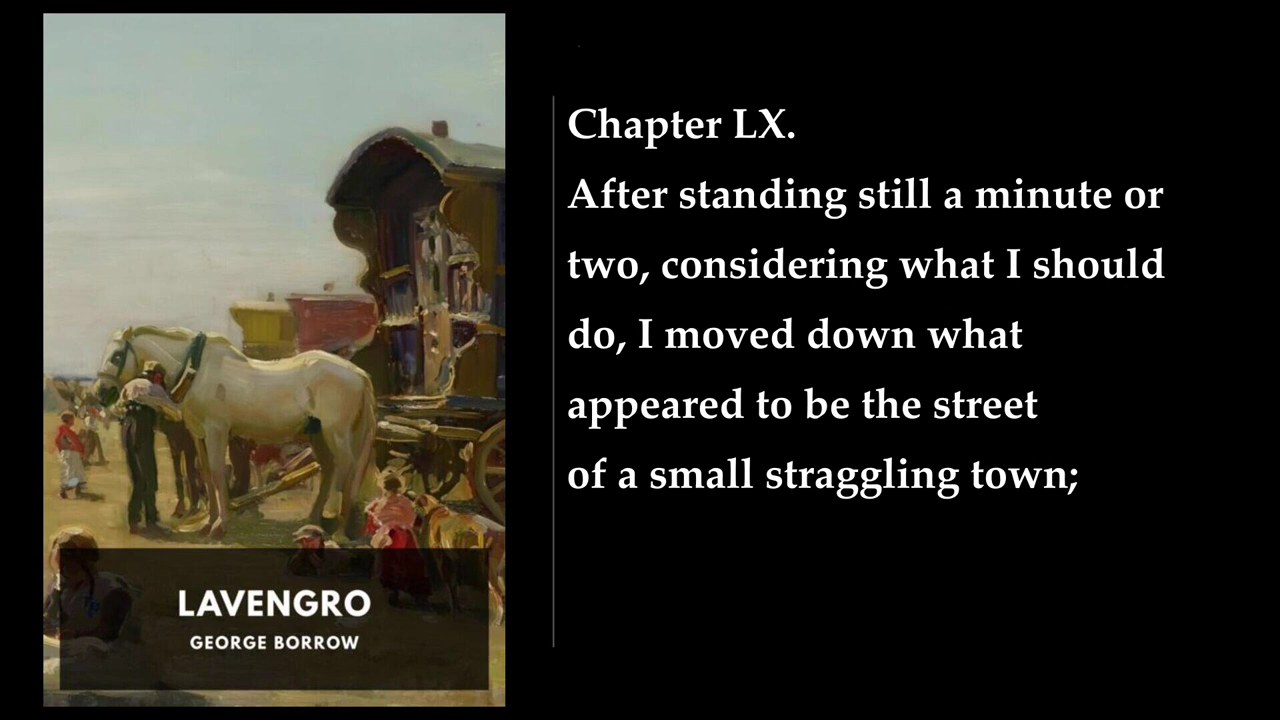 LAVENGRO
GEORGE BORROW
Chapter LX.
After standing still a minute or
two, considering what I should
do, I moved down what
appeared to be the street
of a small straggling town;